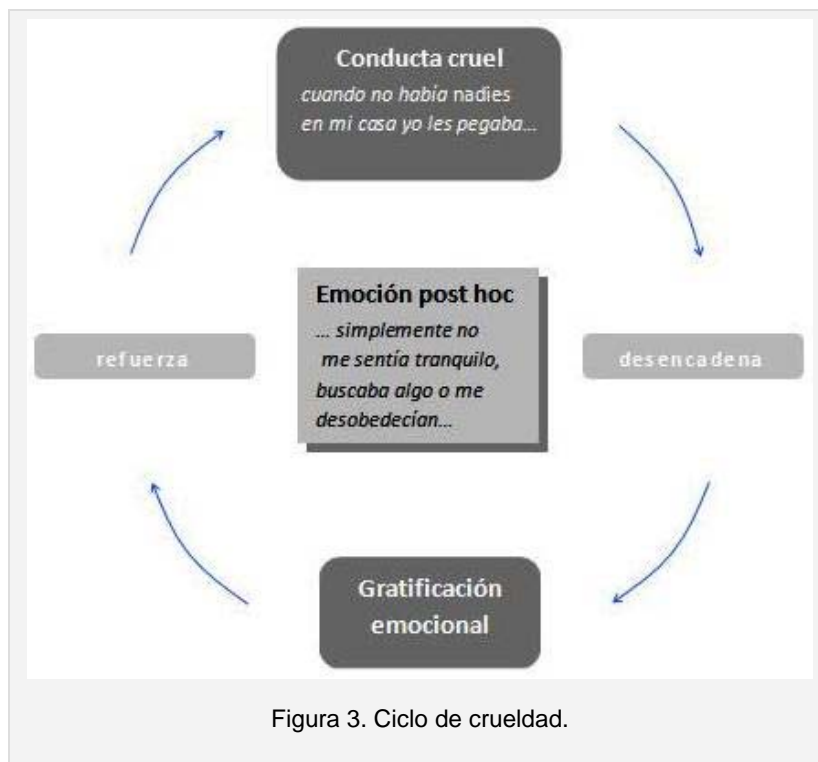 Conducta cruel
cuando no había nadies
en mi casa yo les pegaba...
refuerza
Emoción post hoc
... simplemente no
me sentía tranquilo,
buscaba algo o me
desobedecían...
desencadena
Gratificación
emocional
Figura 3. Ciclo de crueldad.